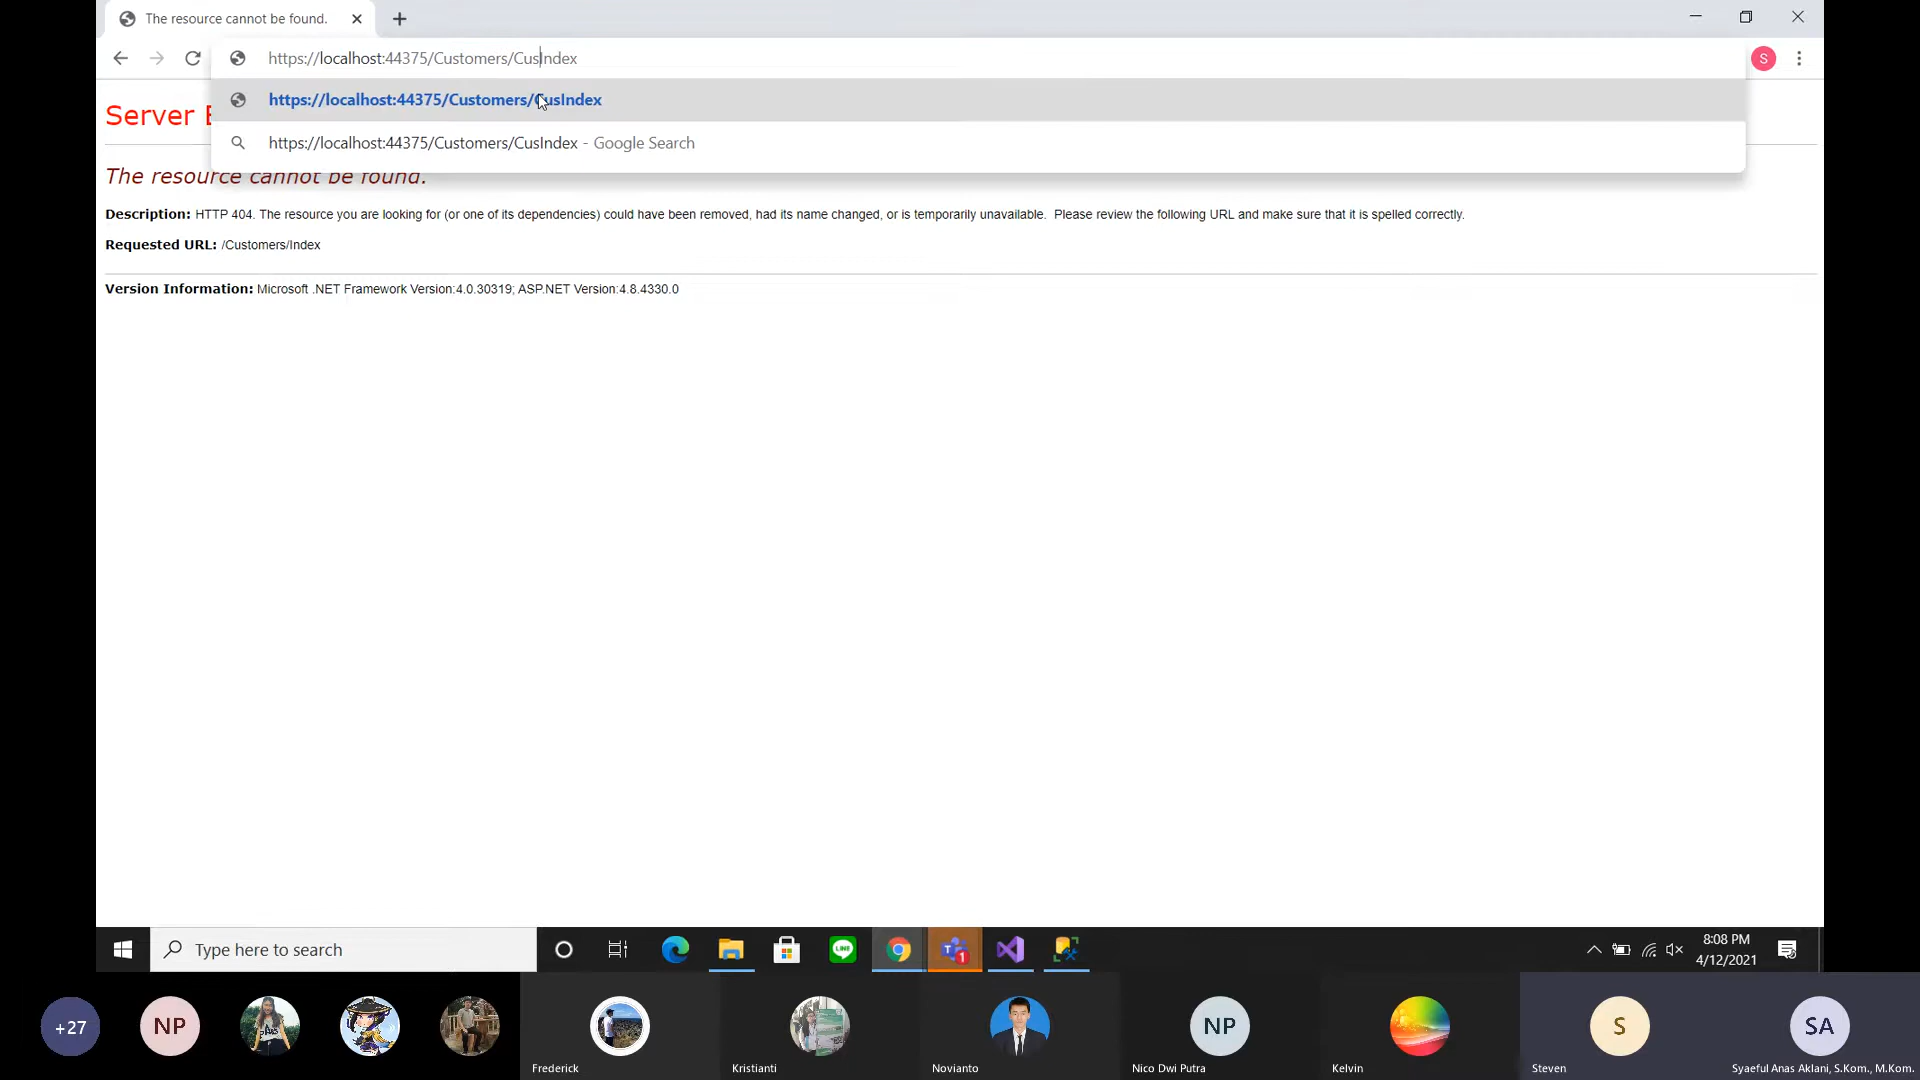 The resource cannot be found.
https://localhost:44375/Customers/CusIndex
S
https://localhost:44375/Customers/CusIndex
https://localhost:44375/Customers/CusIndex - Google Search
Server
The resource cannot be found.
Description: HTTP 404. The resource you are looking for (or one of its dependencies) could have been removed, had its name changed, or is temporarily unavailable. Please review the following URL and make sure that it is spelled correctly.
Requested URL: /Customers/Index
Version Information: Microsoft .NET Framework Version:4.0.30319; ASP.NET Version:4.8.4330.0
Type here to search
LINE
1
8:08 PM
4/12/2021
+27
NP
NP
S
SA
Frederick
Kristianti
Novianto
Nico Dwi Putra
Kelvin
Steven
Syaeful Anas Aklani, S.Kom., M.Kom.